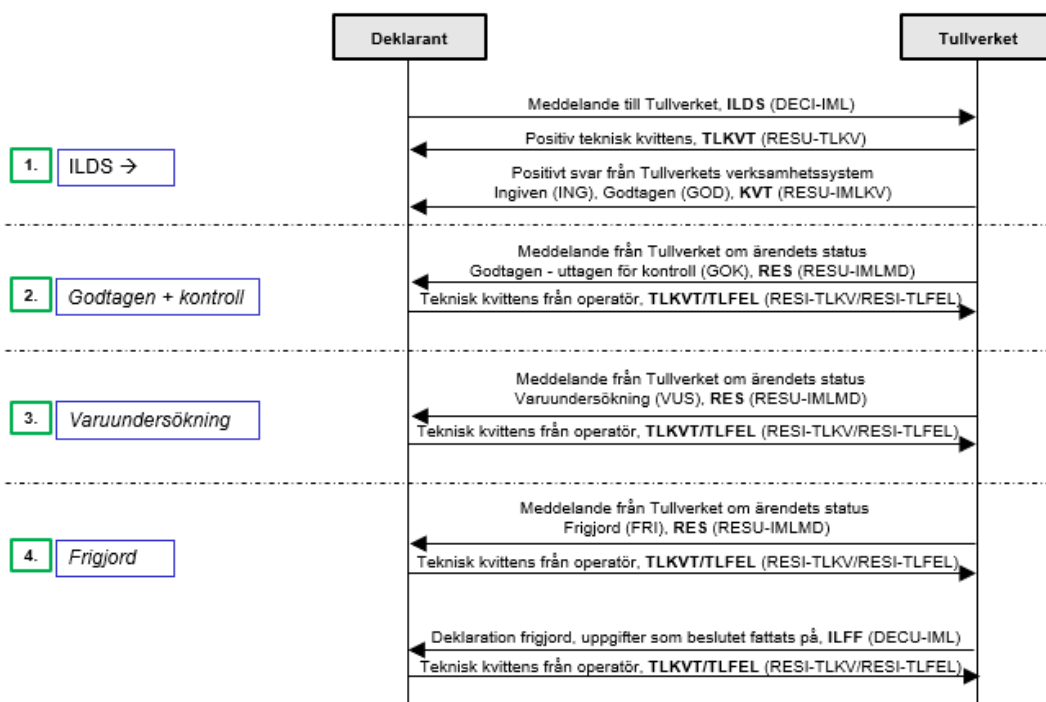 Deklarant
Tullverket
Meddelande till Tullverket, ILDS (DECI-IML)
Positiv teknisk kvittens, TLKVT (RESU-TLKV)
1.
ILDS →
Positivt svar från Tullverkets verksamhetssystem
Ingiven (ING), Godtagen (GOD), KVT (RESU-IMLKV)
Meddelande från Tullverket om ärendets status
Godtagen - uttagen för kontroll (GOK), RES (RESU-IMLMD)
2.
Godtagen + kontroll
Teknisk kvittens från operatör, TLKVT/TLFEL (RESI-TLKV/RESI-TLFEL)
Meddelande från Tullverket om ärendets status
Varuundersökning (VUS), RES (RESU-IMLMD)
3.
Varuundersökning
Teknisk kvittens från operatör, TLKVT/TLFEL (RESI-TLKV/RESI-TLFEL)
Meddelande från Tullverket om ärendets status
Frigjord (FRI), RES (RESU-IMLMD)
4.
Frigjord
Teknisk kvittens från operatör, TLKVT/TLFEL (RESI-TLKV/RESI-TLFEL)
Deklaration frigjord, uppgifter som beslutet fattats på, ILFF (DECU-IML)
Teknisk kvittens från operatör, TLKVT/TLFEL (RESI-TLKV/RESI-TLFEL)